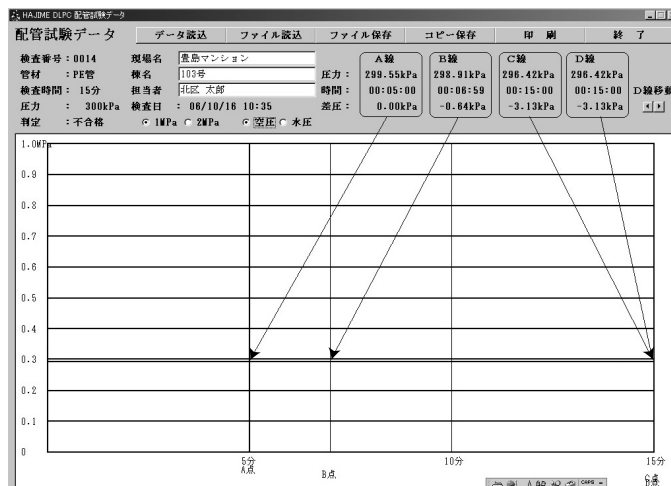 HAJIME DLPC 配管試験データ
配管試験データ データ読込 ファイル読込 ファイル保存 コピー保存 印 刷 終 了
検査番号：0014 現場名 豊島マンション A線 B線 C線 D線
管材 ：PE管 棟名 103号 圧力： 299.55kPa 298.91kPa 296.42kPa 296.42kPa
検査時間： 15分 担当者 北区 太郎 時間： 00:05:00 00:06:59 00:15:00 00:15:00 D線移動
圧力 ： 300kPa 検査日 ： 06/10/16 10:35 差圧： 0.00kPa -0.64kPa -3.13kPa -3.13kPa
判定 ：不合格 1MPa 2MPa 空圧 水圧
1.0MPa
0.9
0.8
0.7
0.6
0.5
0.4
0.3
0.2
0.1
0
5分 10分 15分
A点 B点 C点
D点
CAPS